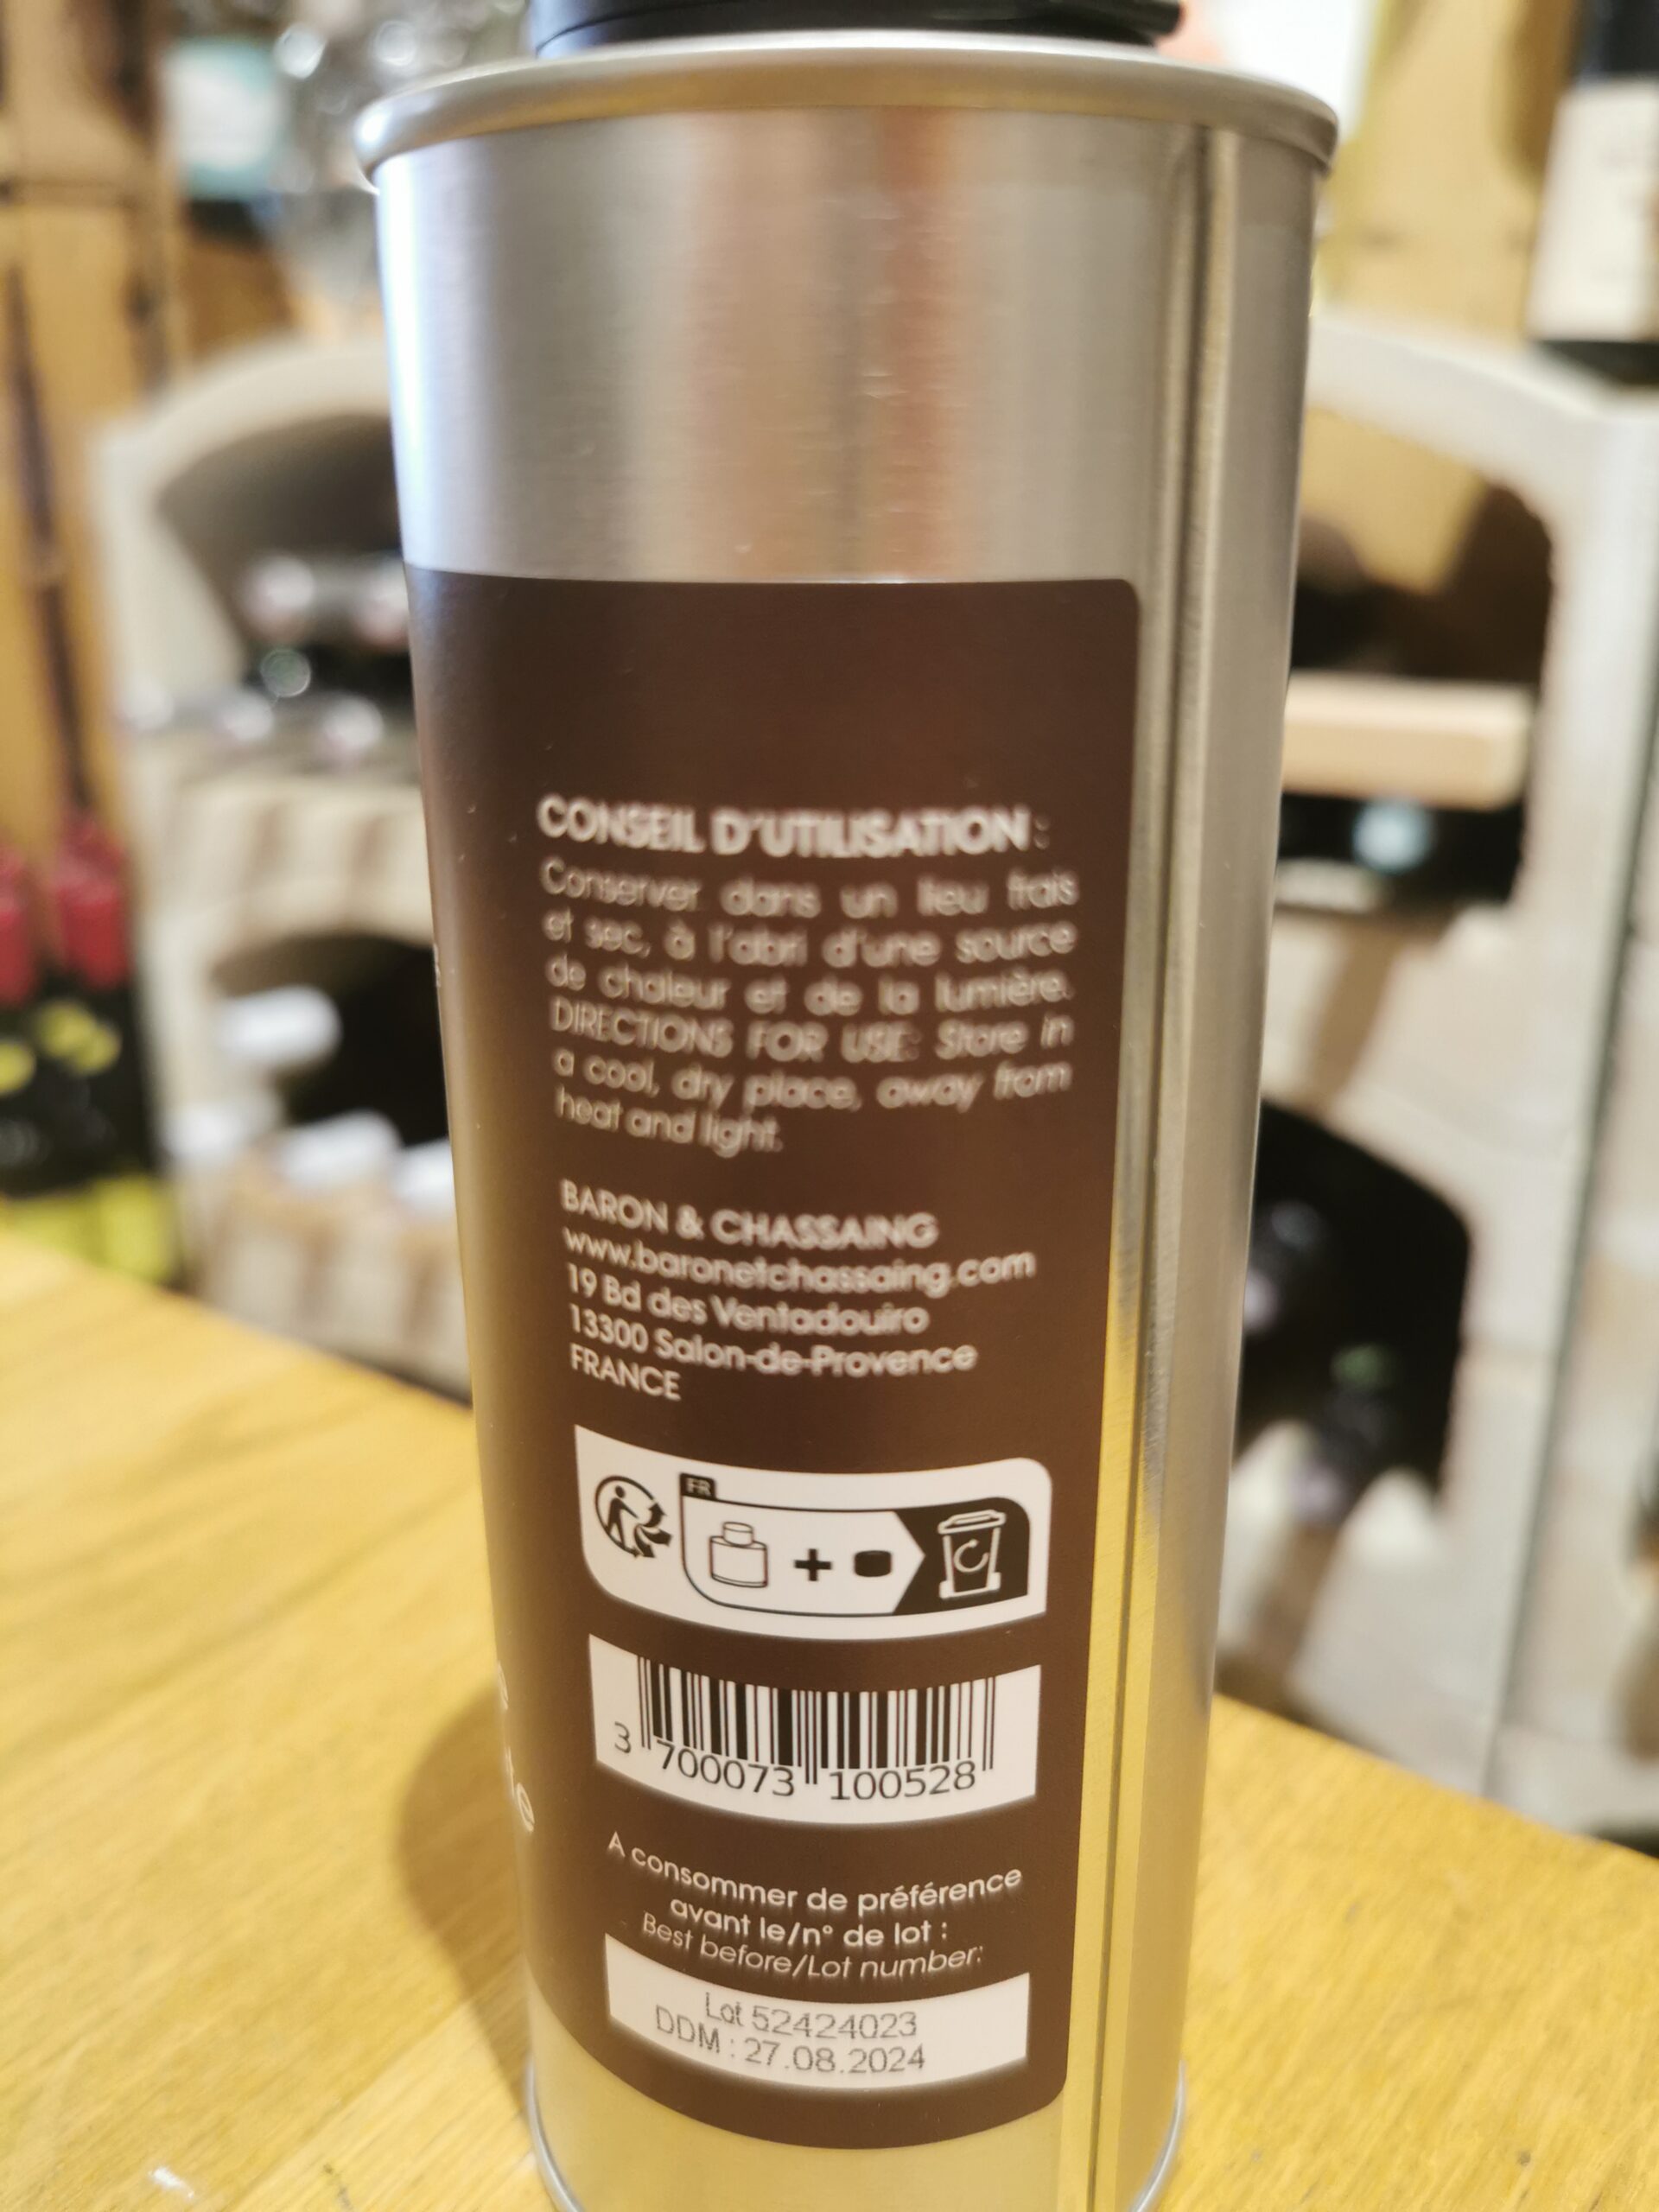 CONSEIL D'UTILISATION :
Conserver dans un lieu frais
et sec, à l'abri d'une source
de chaleur et de la lumière.
DIRECTIONS FOR USE: Store in
a cool, dry place, away from
heat and light.
BARON & CHASSAING
www.baronetchassaing.com
19 Bd des Ventadouiro
13300 Salon-de-Provence
FRANCE
FR
3 700073 100528
A consommer de préférence
avant le/n° de lot :
Best before/Lot number:
Lot 52424023
DDM : 27.08.2024